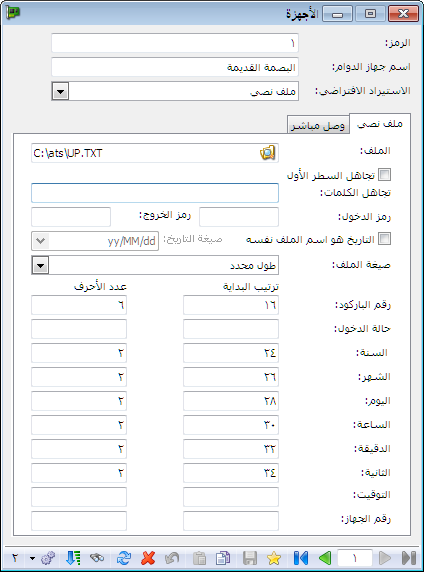 الأجهزة
الرمز: ١
اسم جهاز الدوام: البصمة القديمة
الاستيراد الافتراضي: ملف نصي
ملف نصي وصل مباشر
الملف: C:\ats\UP.TXT
تجاهل السطر الأول
تجاهل الكلمات:
رمز الدخول: رمز الخروج:
التاريخ هو اسم الملف نفسه صيغة التاريخ: yy/MM/dd
صيغة الملف: طول محدد
ترتيب البداية عدد الأحرف
رقم الباركود: ١٦ ٦
حالة الدخول:
السنة: ٢٤ ٢
الشهر: ٢٦ ٢
اليوم: ٢٨ ٢
الساعة: ٣٠ ٢
الدقيقة: ٣٢ ٢
الثانية: ٣٤ ٢
التوقيت:
رقم الجهاز:
١ ٢